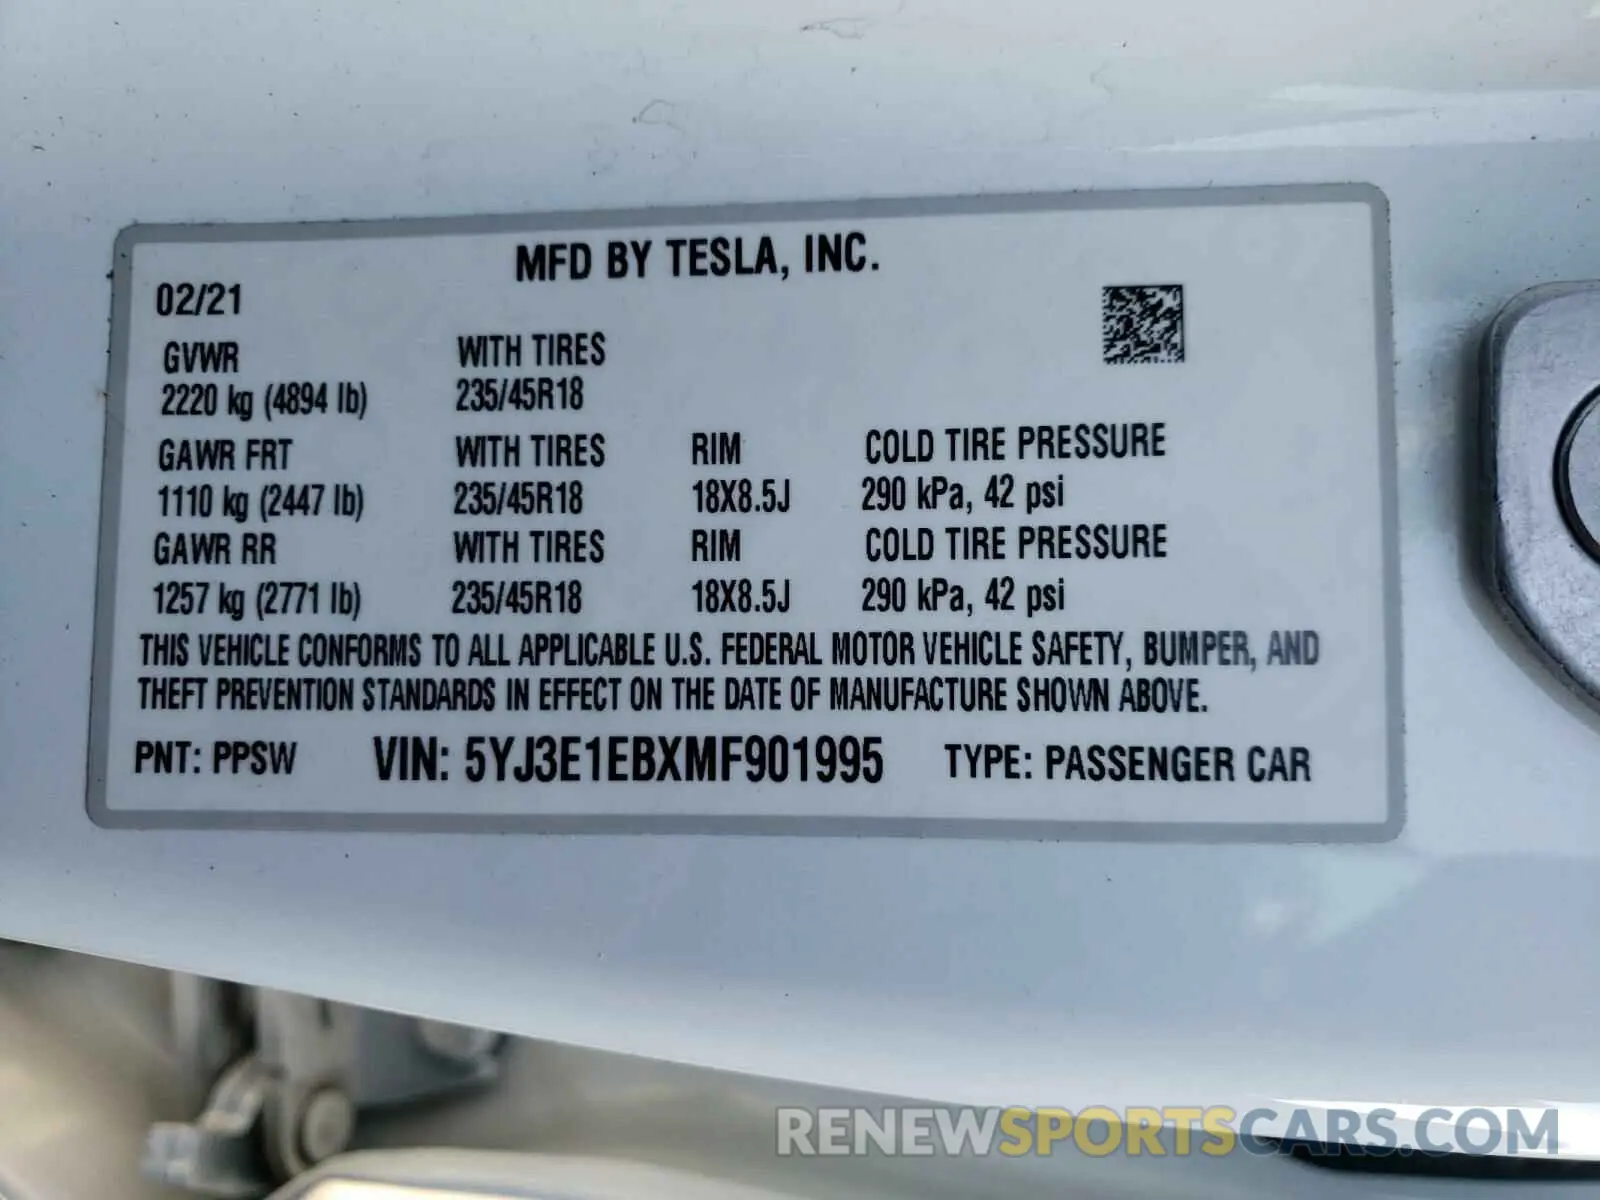 MFD BY TESLA, INC.
02/21
GVWR WITH TIRES
2220 kg (4894 lb) 235/45R18
GAWR FRT WITH TIRES RIM COLD TIRE PRESSURE
1110 kg (2447 lb) 235/45R18 18X8.5J 290 kPa, 42 psi
GAWR RR WITH TIRES RIM COLD TIRE PRESSURE
1257 kg (2771 lb) 235/45R18 18X8.5J 290 kPa, 42 psi
THIS VEHICLE CONFORMS TO ALL APPLICABLE U.S. FEDERAL MOTOR VEHICLE SAFETY, BUMPER, AND
THEFT PREVENTION STANDARDS IN EFFECT ON THE DATE OF MANUFACTURE SHOWN ABOVE.
PNT: PPSW VIN: 5YJ3E1EBXMF901995 TYPE: PASSENGER CAR
RENEWSPORTSCARS.COM